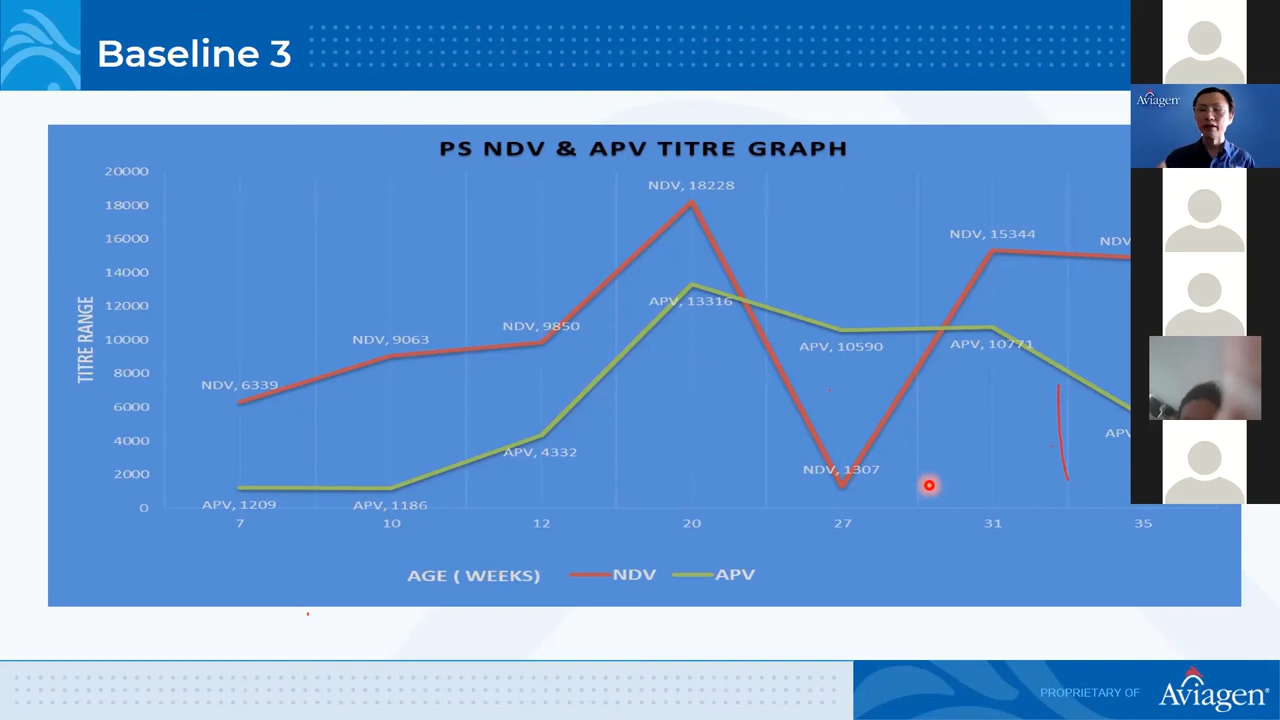 Baseline 3
Aviagen
PS NDV & APV TITRE GRAPH
20000
18000
16000
14000
12000
10000
8000
6000
4000
2000
0
TITRE RANGE
NDV, 6339
NDV, 9063
NDV, 9850
NDV, 18228
NDV, 1307
NDV, 15344
NDV
APV, 1209
APV, 1186
APV, 4332
APV, 13316
APV, 10590
APV, 10771
APV
7 10 12 20 27 31 35
AGE ( WEEKS) NDV APV
PROPRIETARY OF Aviagen®